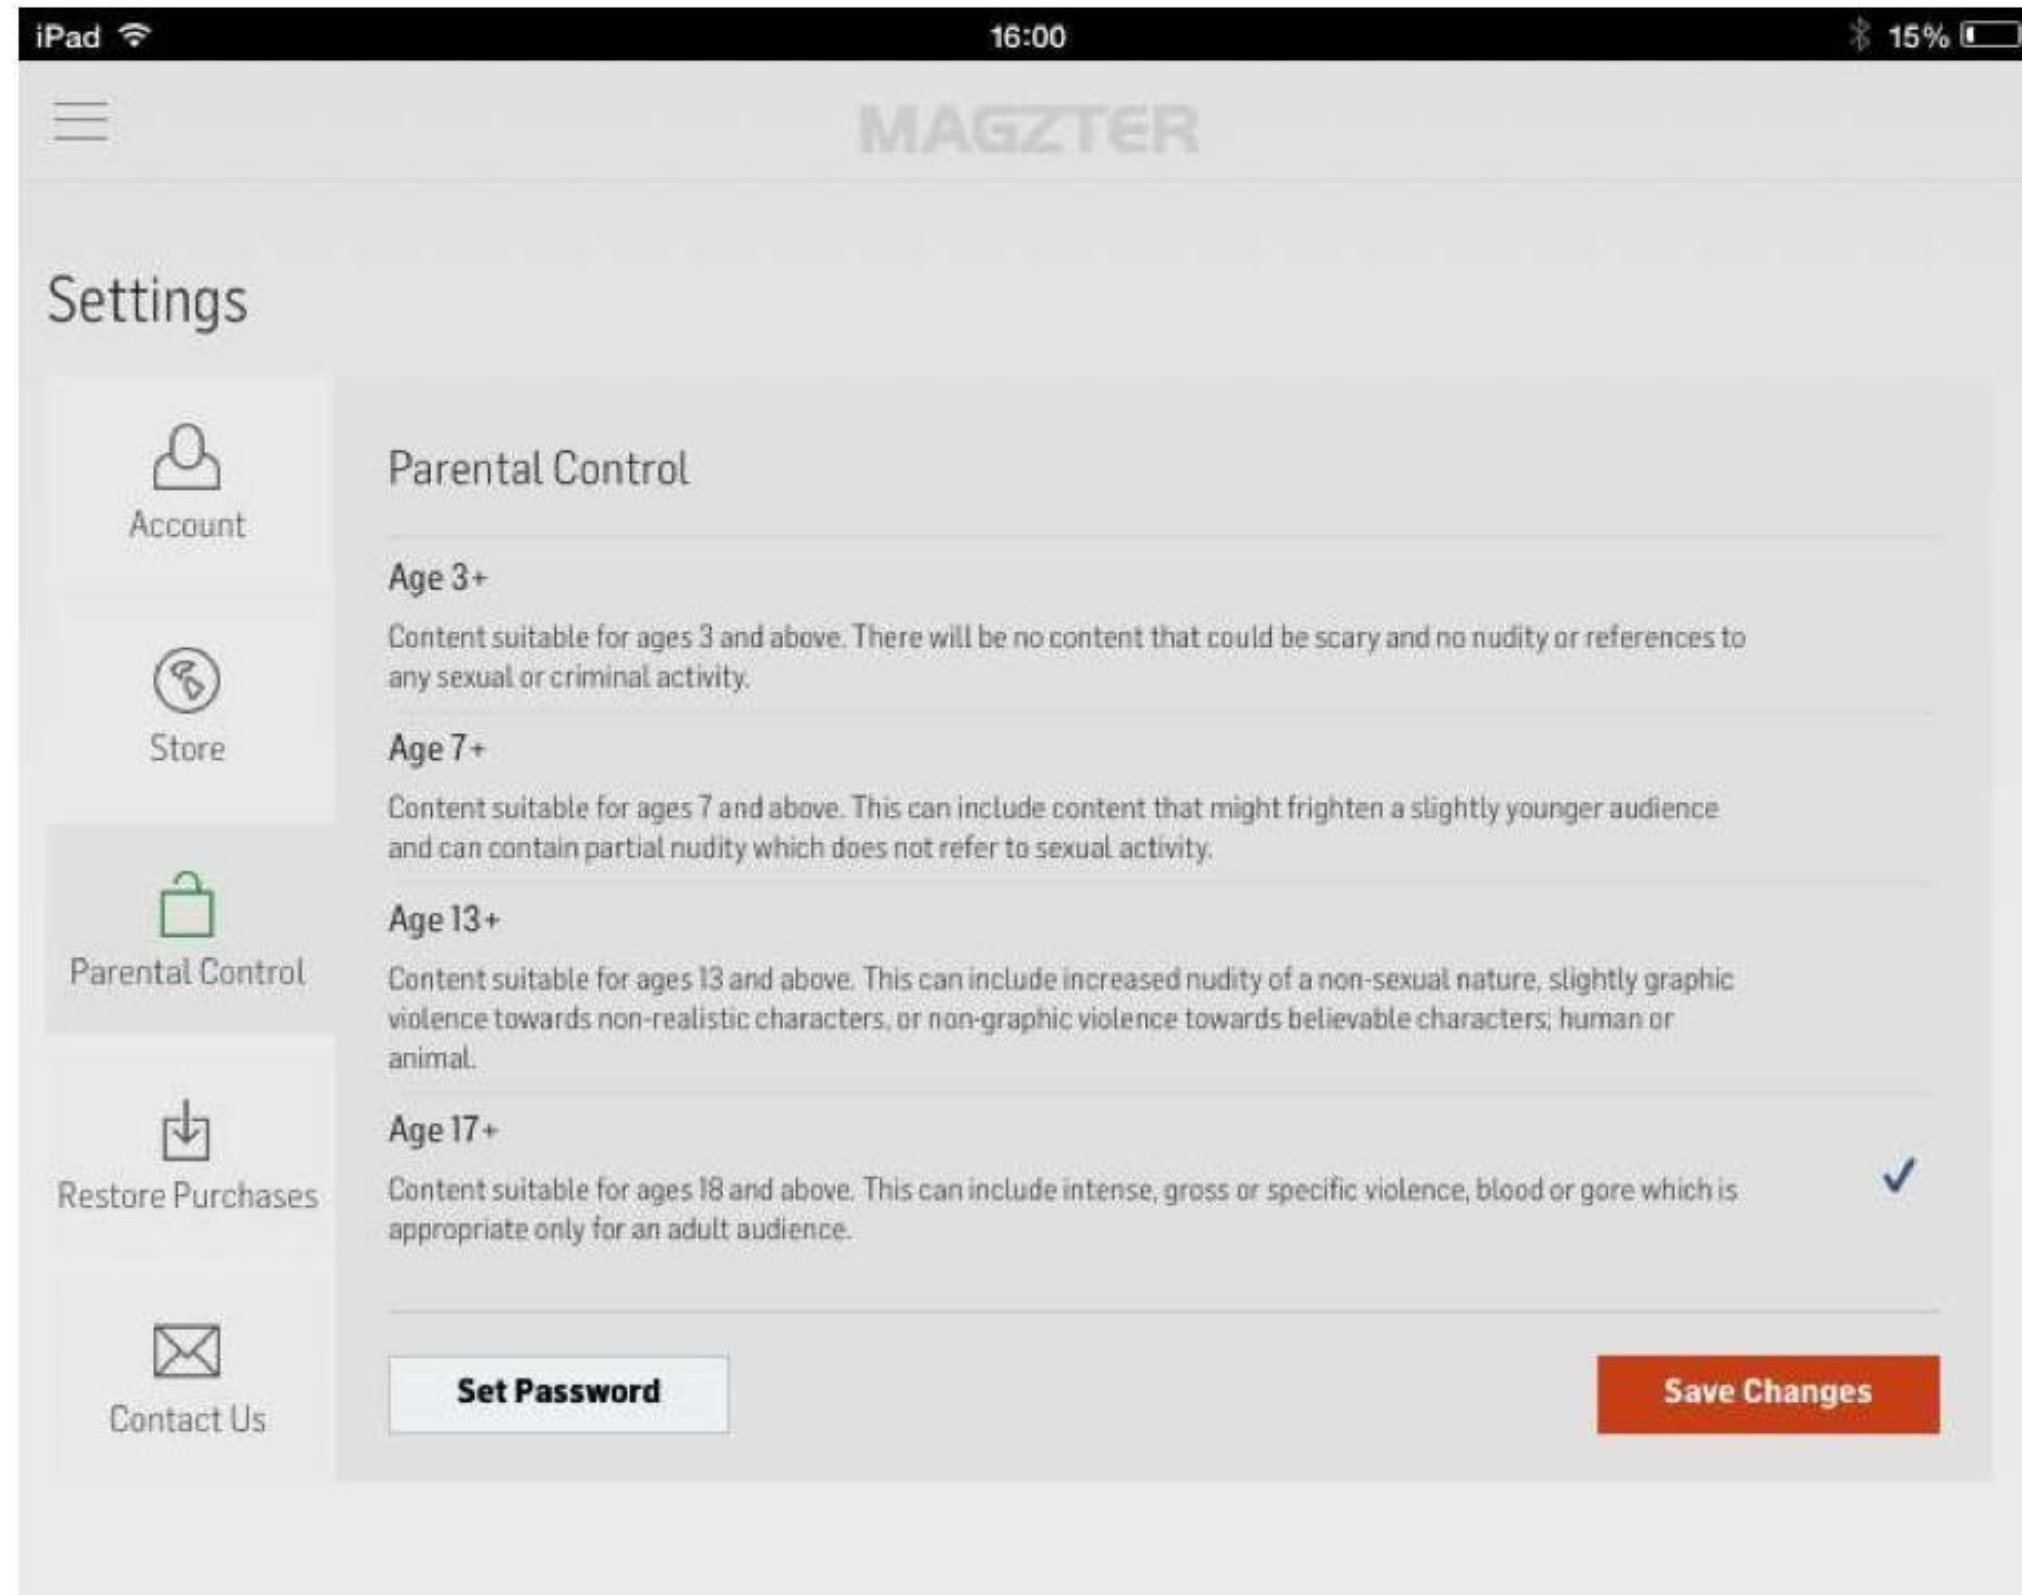 iPad 16:00 15%
MAGZTER
Settings
Account
Store
Parental Control
Restore Purchases
Contact Us
Parental Control
Age 3+
Content suitable for ages 3 and above. There will be no content that could be scary and no nudity or references to
any sexual or criminal activity.
Age 7+
Content suitable for ages 7 and above. This can include content that might frighten a slightly younger audience
and can contain partial nudity which does not refer to sexual activity.
Age 13+
Content suitable for ages 13 and above. This can include increased nudity of a non-sexual nature, slightly graphic
violence towards non-realistic characters, or non-graphic violence towards believable characters; human or
animal.
Age 17+
Content suitable for ages 18 and above. This can include intense, gross or specific violence, blood or gore which is
appropriate only for an adult audience.
Set Password
Save Changes